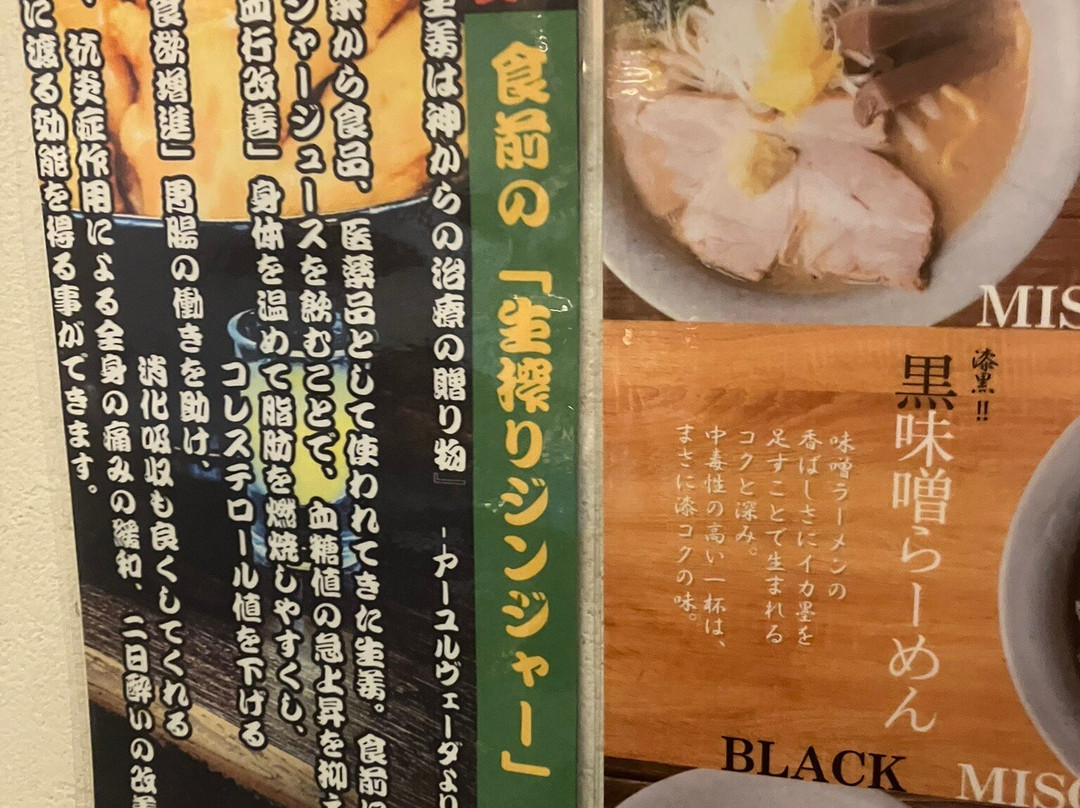 食前の「生搾りジンジャー」
生姜は神からの治療の贈り物』
-アーユルヴェーダより
から食品、医薬品として使われてきた生姜。食前に
ジャージュースを飲むことで、血糖値の急上昇を抑え
血行改善」身体を温めて脂肪を燃焼しやすくし、
コレステロール値を下げる
食欲増進」胃腸の働きを助け、
消化吸収も良くしてくれる
抗炎症作用による全身の痛みの緩和、二日酔いの改善
に渡る効能を得る事ができます。
MIS
漆黒!!
黒味噌らーめん
味噌ラーメンの
香ばしさにイカ墨を
足すことで生まれる
コクと深み。
中毒性の高い一杯は、
まさに漆コクの味。
BLACK MISO